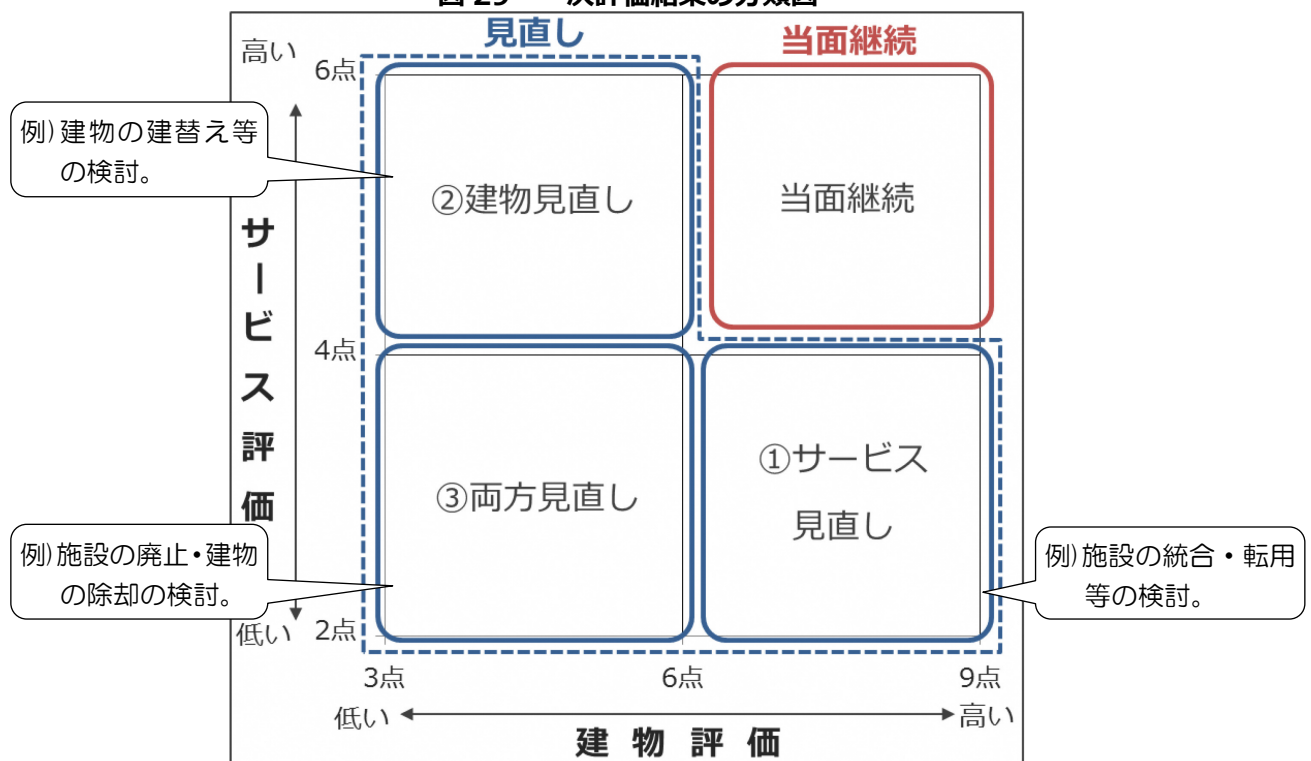 見直し
当面継続
高い
6点
例)建物の建替え等
の検討。
②建物見直し
当面継続
サービス評価
4点
③両方見直し
①サービス
見直し
例)施設の廃止・建物
の除却の検討。
例)施設の統合・転用
等の検討。
低い
2点
3点
6点
9点
低い
高い
建物評価